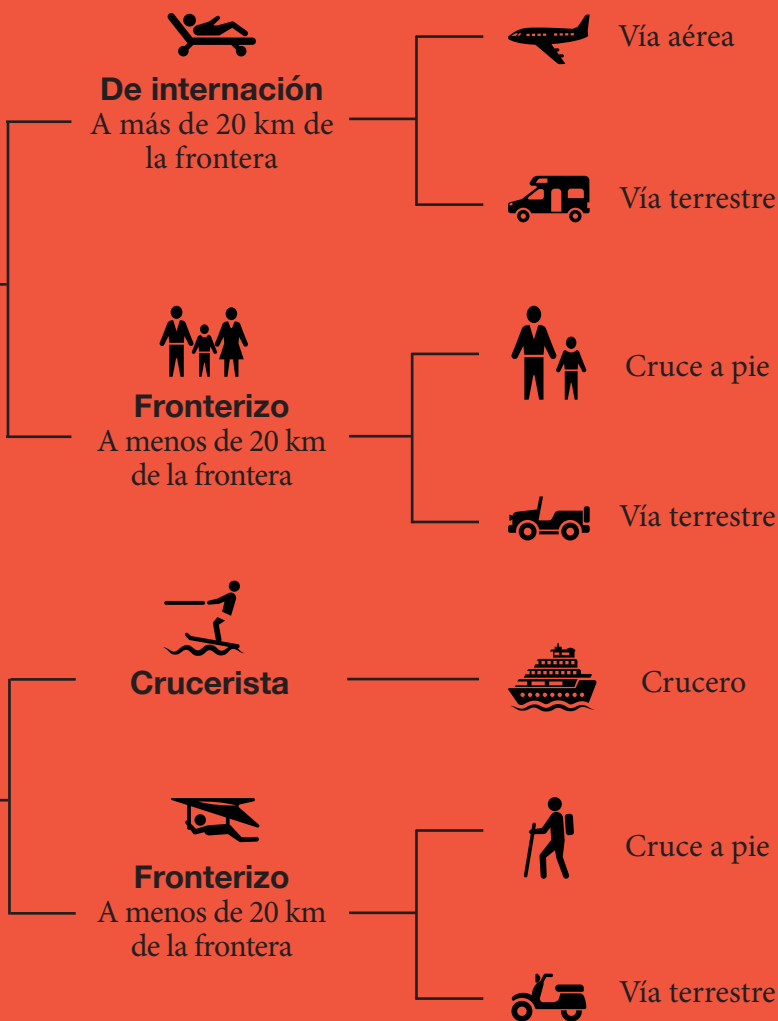 De internación
A más de 20 km de
la frontera
Vía aérea
Vía terrestre
Fronterizo
A menos de 20 km
de la frontera
Cruce a pie
Vía terrestre
Crucerista
Crucero
Fronterizo
A menos de 20 km
de la frontera
Cruce a pie
Vía terrestre